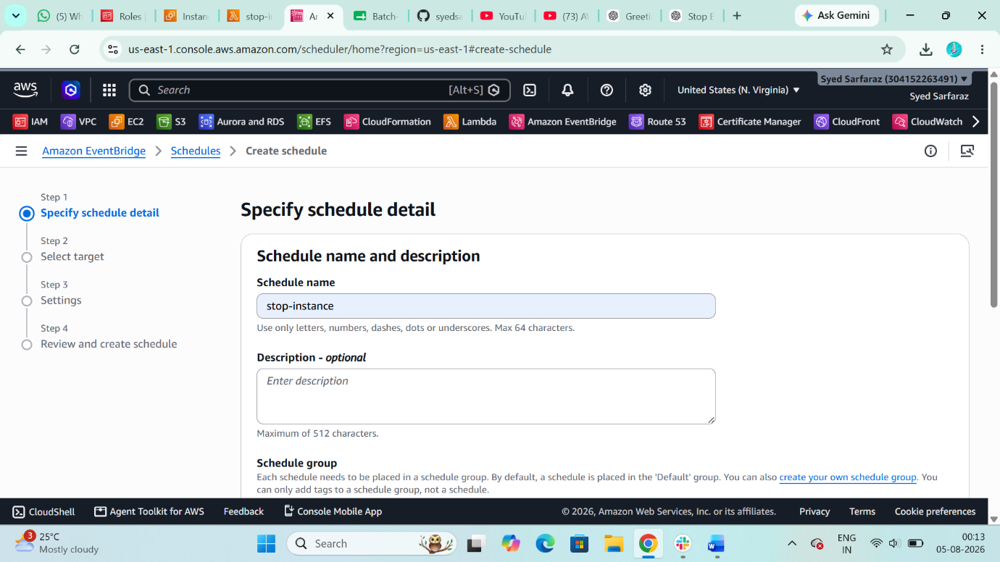 (5) Wh
Roles
Instan
stop-i
Batch-
syedsa
YouTu
(73) A
Greeti
Stop E
Ask Gemini
us-east-1.console.aws.amazon.com/scheduler/home?region=us-east-1#create-schedule
aws
Search
[Alt+S]
United States (N. Virginia)
Syed Sarfaraz (304152263491)
Syed Sarfaraz
IAM
VPC
EC2
S3
Aurora and RDS
EFS
CloudFormation
Lambda
Amazon EventBridge
Route 53
Certificate Manager
CloudFront
CloudWatch
Amazon EventBridge
Schedules
Create schedule
Step 1
Specify schedule detail
Step 2
Select target
Step 3
Settings
Step 4
Review and create schedule
Specify schedule detail
Schedule name and description
Schedule name
stop-instance
Use only letters, numbers, dashes, dots or underscores. Max 64 characters.
Description - optional
Enter description
Maximum of 512 characters.
Schedule group
Each schedule needs to be placed in a schedule group. By default, a schedule is placed in the 'Default' group. You can also create your own schedule group. You
can only add tags to a schedule group, not a schedule.
CloudShell
Agent Toolkit for AWS
Feedback
Console Mobile App
© 2026, Amazon Web Services, Inc. or its affiliates.
Privacy
Terms
Cookie preferences
3
25°C
Mostly cloudy
Search
ENG
IN
00:13
05-08-2026